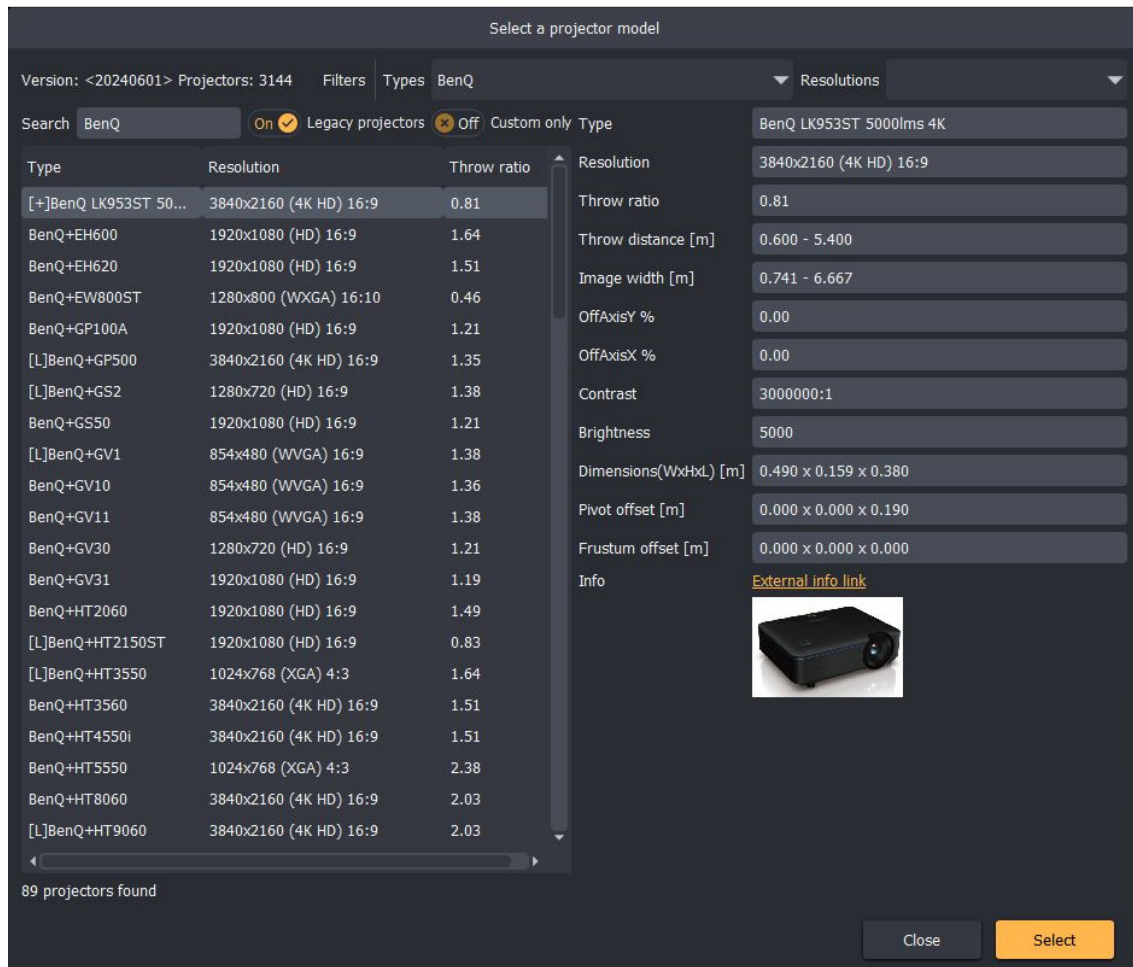 Select a projector model
Version: <20240601> Projectors: 3144 Filters Types BenQ Resolutions
Search BenQ On Legacy projectors Off Custom only
Type Resolution Throw ratio
[+]BenQ LK953ST 50... 3840x2160 (4K HD) 16:9 0.81
BenQ+EH600 1920x1080 (HD) 16:9 1.64
BenQ+EH620 1920x1080 (HD) 16:9 1.51
BenQ+EW800ST 1280x800 (WXGA) 16:10 0.46
BenQ+GP100A 1920x1080 (HD) 16:9 1.21
[L]BenQ+GP500 3840x2160 (4K HD) 16:9 1.35
[L]BenQ+GS2 1280x720 (HD) 16:9 1.38
BenQ+GS50 1920x1080 (HD) 16:9 1.21
[L]BenQ+GV1 854x480 (WVGA) 16:9 1.38
BenQ+GV10 854x480 (WVGA) 16:9 1.36
BenQ+GV11 854x480 (WVGA) 16:9 1.38
BenQ+GV30 1280x720 (HD) 16:9 1.21
BenQ+GV31 1920x1080 (HD) 16:9 1.19
BenQ+HT2060 1920x1080 (HD) 16:9 1.49
[L]BenQ+HT2150ST 1920x1080 (HD) 16:9 0.83
[L]BenQ+HT3550 1024x768 (XGA) 4:3 1.64
BenQ+HT3560 3840x2160 (4K HD) 16:9 1.51
BenQ+HT4550i 3840x2160 (4K HD) 16:9 1.51
BenQ+HT5550 1024x768 (XGA) 4:3 2.38
BenQ+HT8060 3840x2160 (4K HD) 16:9 2.03
[L]BenQ+HT9060 3840x2160 (4K HD) 16:9 2.03
89 projectors found
Type BenQ LK953ST 5000lms 4K
Resolution 3840x2160 (4K HD) 16:9
Throw ratio 0.81
Throw distance [m] 0.600 - 5.400
Image width [m] 0.741 - 6.667
OffAxisY % 0.00
OffAxisX % 0.00
Contrast 3000000:1
Brightness 5000
Dimensions(WxHxL) [m] 0.490 x 0.159 x 0.380
Pivot offset [m] 0.000 x 0.000 x 0.190
Frustum offset [m] 0.000 x 0.000 x 0.000
Info External info link
Close Select